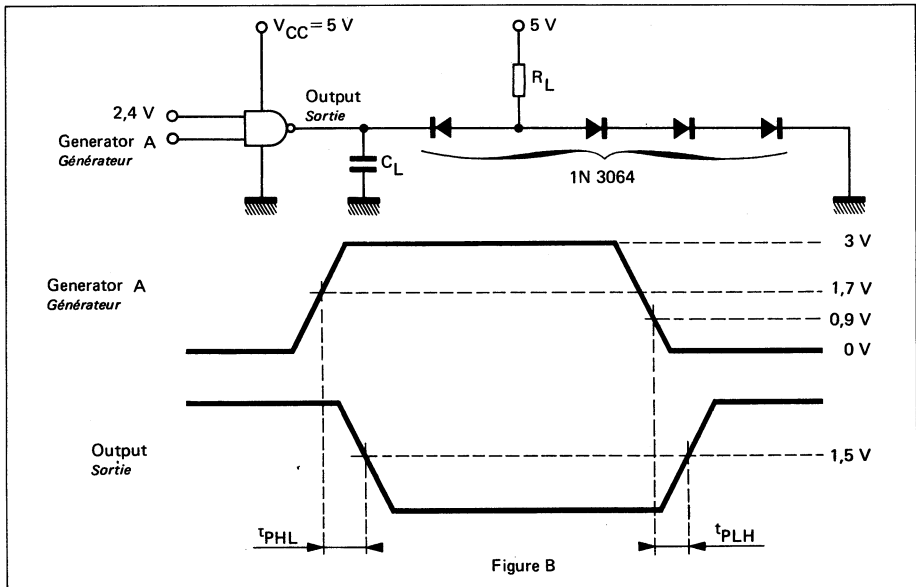 V_CC = 5 V
5 V
R_L
Output
Sortie
2,4 V
Generator A
Générateur
C_L
1N 3064
3 V
Generator A
Générateur
1,7 V
0,9 V
0 V
Output
Sortie
1,5 V
τ_PHL
t_PLH
Figure B